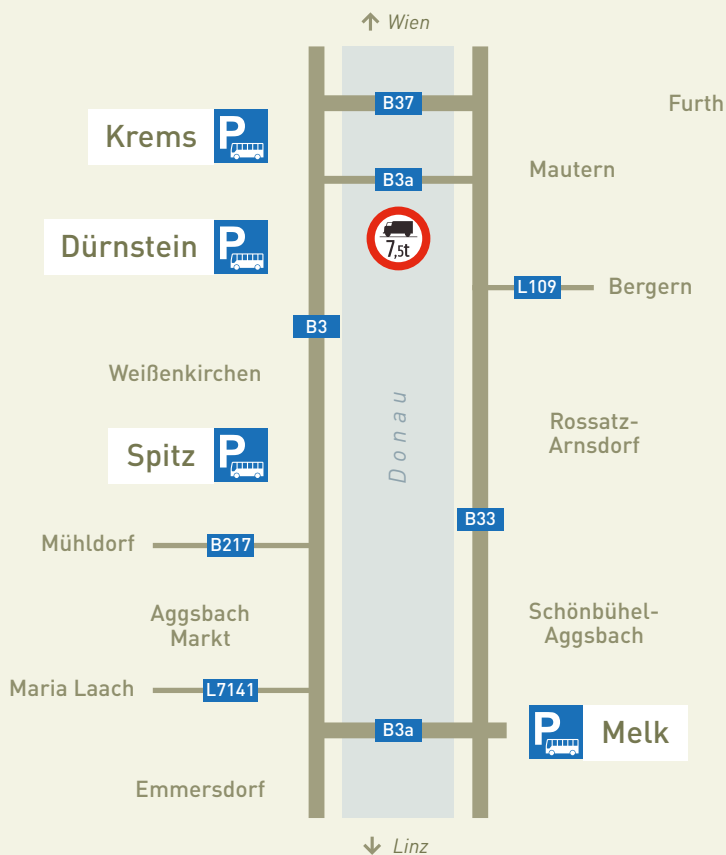 ↑ Wien
B37
Furth
Krems P
B3a
Mautern
7,5t
Dürnstein P
L109 Bergern
B3
Weißenkirchen
Donau
Rossatz-
Arnsdorf
Spitz P
B33
Mühldorf B217
Aggsbach
Markt
Schönbühel-
Aggsbach
Maria Laach L7141
P Melk
B3a
Emmersdorf
↓ Linz